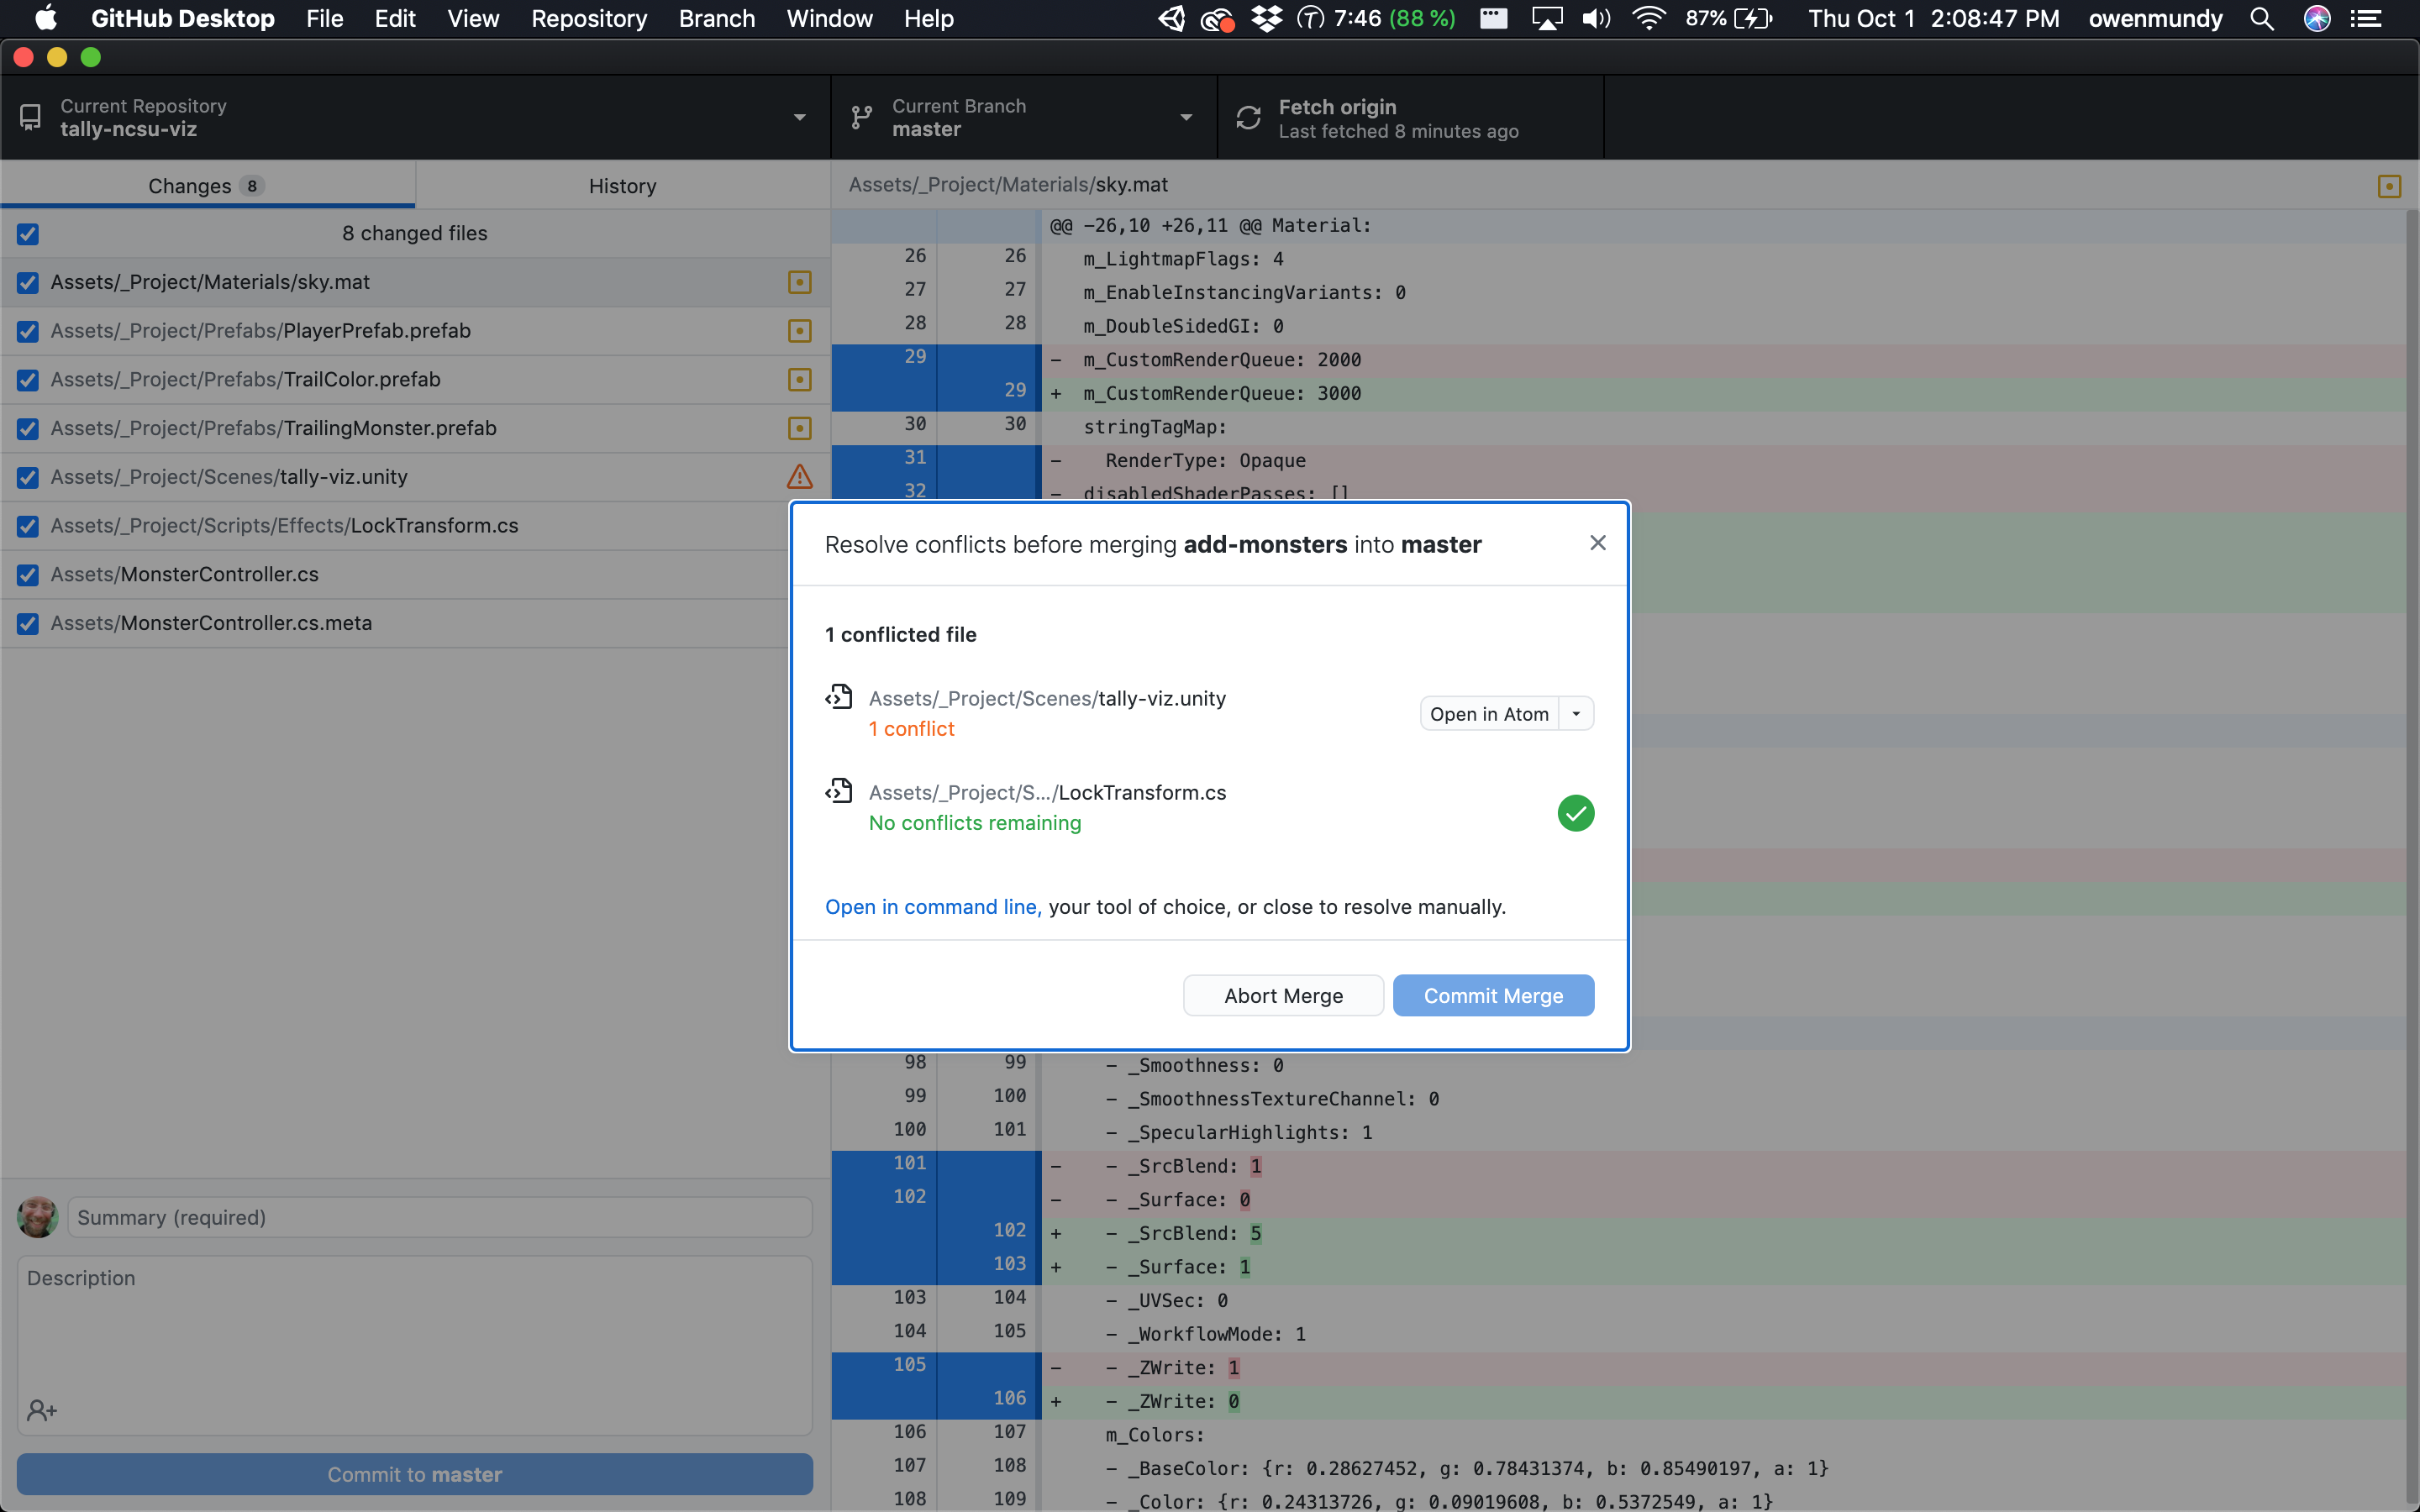 GitHub Desktop File Edit View Repository Branch Window Help 7:46 (88 %) 87% Thu Oct 1 2:08:47 PM owenmundy
Current Repository
tally-ncsu-viz
Current Branch
master
Fetch origin
Last fetched 8 minutes ago
Changes 8
History
8 changed files
Assets/_Project/Materials/sky.mat
Assets/_Project/Prefabs/PlayerPrefab.prefab
Assets/_Project/Prefabs/TrailColor.prefab
Assets/_Project/Prefabs/TrailingMonster.prefab
Assets/_Project/Scenes/tally-viz.unity
Assets/_Project/Scripts/Effects/LockTransform.cs
Assets/MonsterController.cs
Assets/MonsterController.cs.meta
Summary (required)
Description
Commit to master
Assets/_Project/Materials/sky.mat
@@ -26,10 +26,11 @@ Material:
26 26 m_LightmapFlags: 4
27 27 m_EnableInstancingVariants: 0
28 28 m_DoubleSidedGI: 0
29 - m_CustomRenderQueue: 2000
29 + m_CustomRenderQueue: 3000
30 30 stringTagMap:
31 - RenderType: Opaque
32 - disabledShaderPasses: []
Resolve conflicts before merging add-monsters into master
1 conflicted file
Assets/_Project/Scenes/tally-viz.unity
1 conflict
Open in Atom
Assets/_Project/S.../LockTransform.cs
No conflicts remaining
Open in command line, your tool of choice, or close to resolve manually.
Abort Merge
Commit Merge
98 99 - _Smoothness: 0
99 100 - _SmoothnessTextureChannel: 0
100 101 - _SpecularHighlights: 1
101 - - _SrcBlend: 1
102 - - _Surface: 0
102 + - _SrcBlend: 5
103 + - _Surface: 1
103 104 - _UVSec: 0
104 105 - _WorkflowMode: 1
105 - - _ZWrite: 1
106 + - _ZWrite: 0
106 107 m_Colors:
107 108 - _BaseColor: {r: 0.28627452, g: 0.78431374, b: 0.85490197, a: 1}
108 109 - _Color: {r: 0.24313726, g: 0.09019608, b: 0.5372549, a: 1}